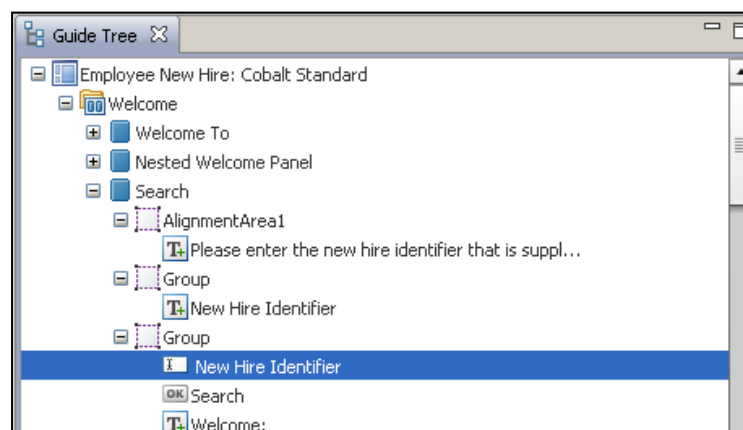 Guide Tree
Employee New Hire: Cobalt Standard
Welcome
Welcome To
Nested Welcome Panel
Search
AlignmentArea1
T+ Please enter the new hire identifier that is suppl...
Group
T+ New Hire Identifier
Group
I New Hire Identifier
OK Search
T+ Welcome: